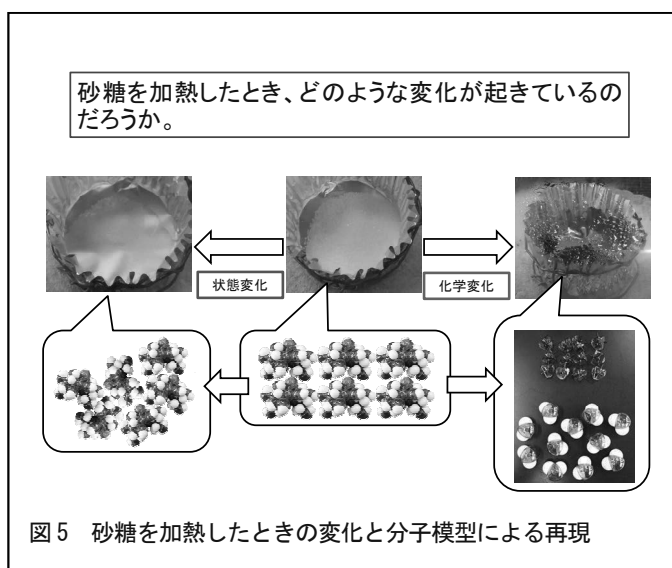 砂糖を加熱したとき、どのような変化が起きているの
だろうか。
状態変化
化学変化
図5　砂糖を加熱したときの変化と分子模型による再現